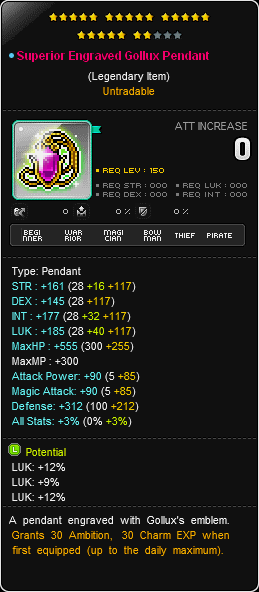 Superior Engraved Gollux Pendant
(Legendary Item)
Untradable
ATT INCREASE
0
REQ LEV : 150
REQ STR : 000 REQ LUK : 000
REQ DEX : 000 REQ INT : 000
0 0 % 0 %
BEGINNER WARRIOR MAGICIAN BOWMAN THIEF PIRATE
Type: Pendant
STR : +161 (28 +16 +117)
DEX : +145 (28 +117)
INT : +177 (28 +32 +117)
LUK : +185 (28 +40 +117)
MaxHP : +555 (300 +255)
MaxMP : +300
Attack Power: +90 (5 +85)
Magic Attack: +90 (5 +85)
Defense: +312 (100 +212)
All Stats: +3% (0% +3%)
L Potential
LUK: +12%
LUK: +9%
LUK: +12%
A pendant engraved with Gollux's emblem.
Grants 30 Ambition, 30 Charm EXP when
first equipped (up to the daily maximum).